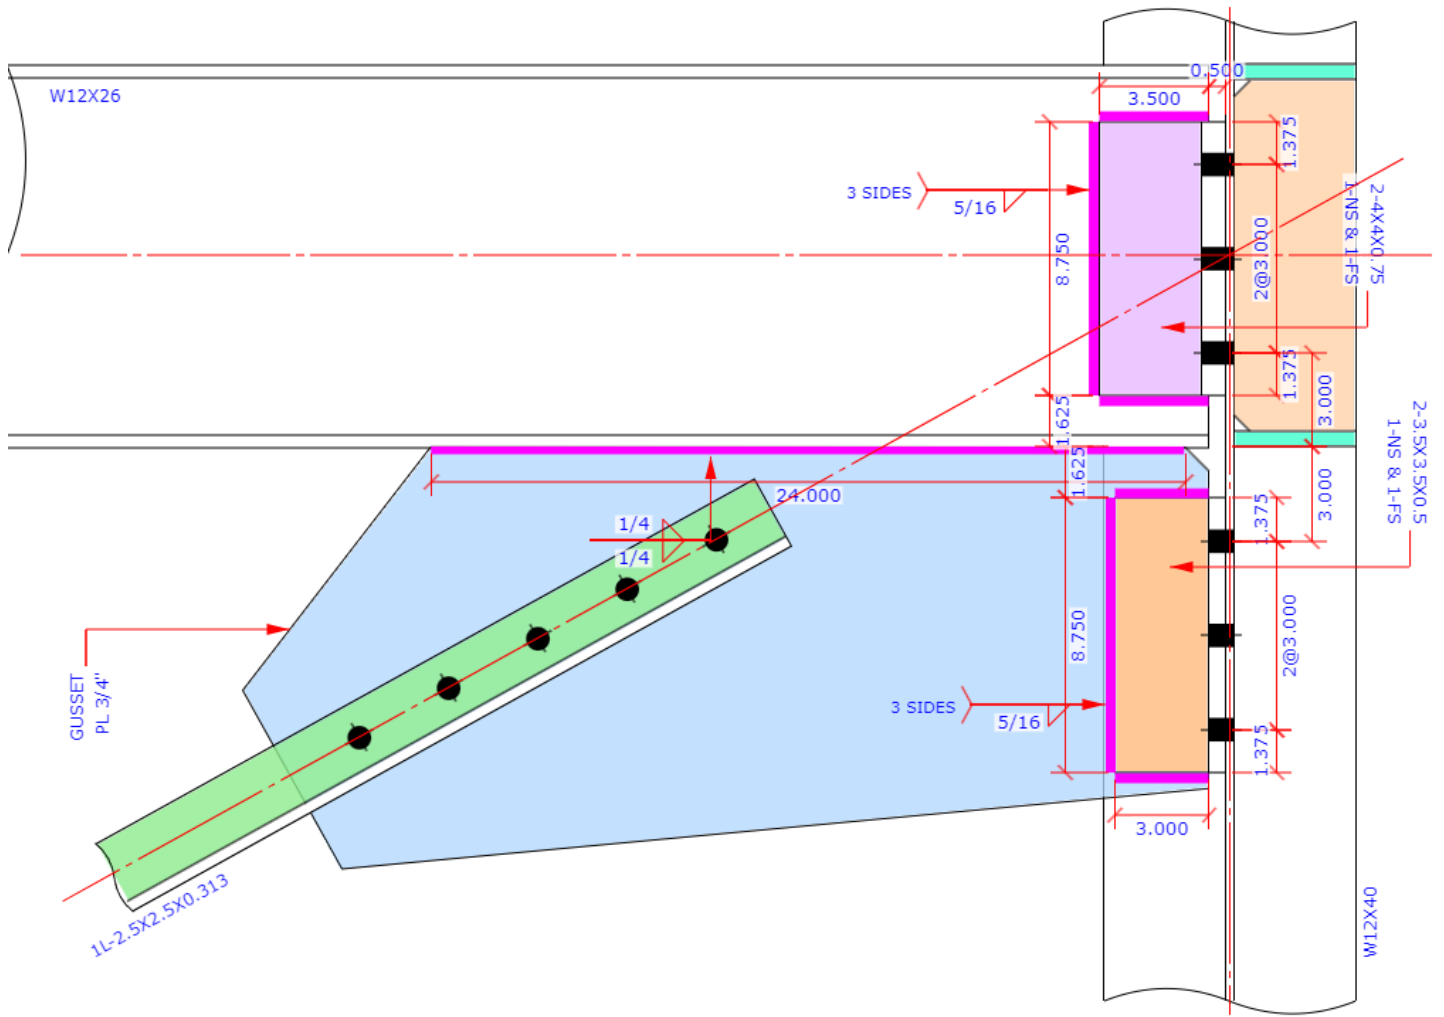 W12X26
0.500
3.500
1.375
3 SIDES
5/16
8.750
2@3.000
2-4X4X0.75
1-NS & 1-FS
1.375
3.000
1.625
1.625
24.000
3.000
2-3.5X3.5X0.5
1-NS & 1-FS
1/4
1/4
1.375
8.750
2@3.000
GUSSET
PL 3/4"
3 SIDES
5/16
1.375
3.000
1L-2.5X2.5X0.313
W12X40